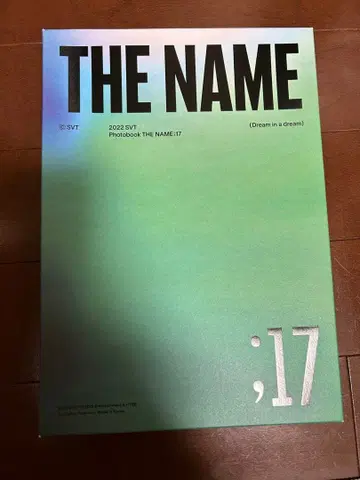 THE NAME
© SVT
2022 SVT
Photobook THE NAME:17
(Dream in a dream)
;17